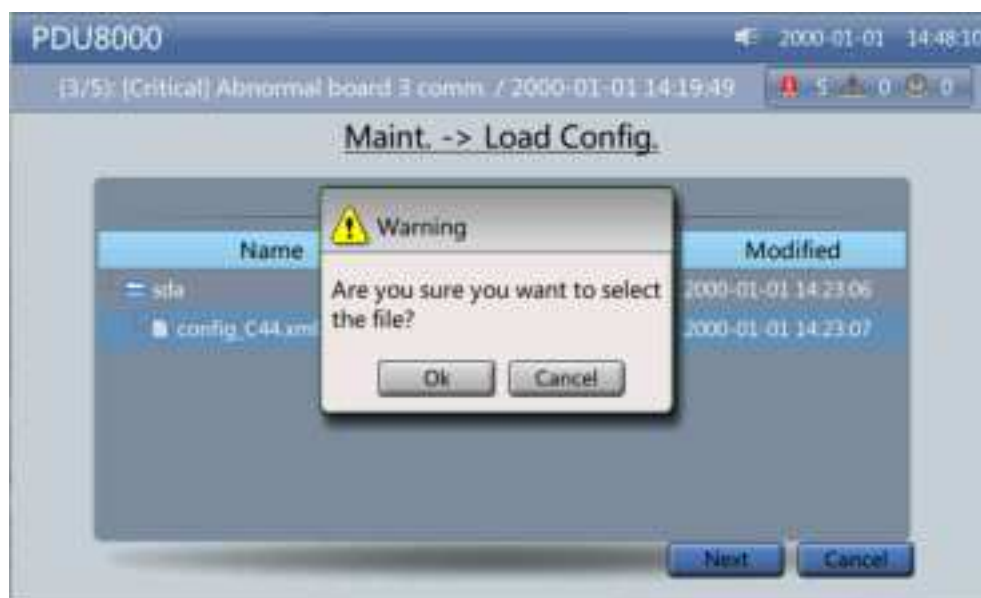 PDU8000
2000-01-01 14:48:10
(3/5): [Critical] Abnormal board 3 comm. / 2000-01-01 14:19:49
5 0 0
Maint. -> Load Config.
Warning
Name
Modified
Are you sure you want to select
the file?
sda
2000-01-01 14:23:06
config_C44.xml
2000-01-01 14:23:07
Ok Cancel
Next Cancel